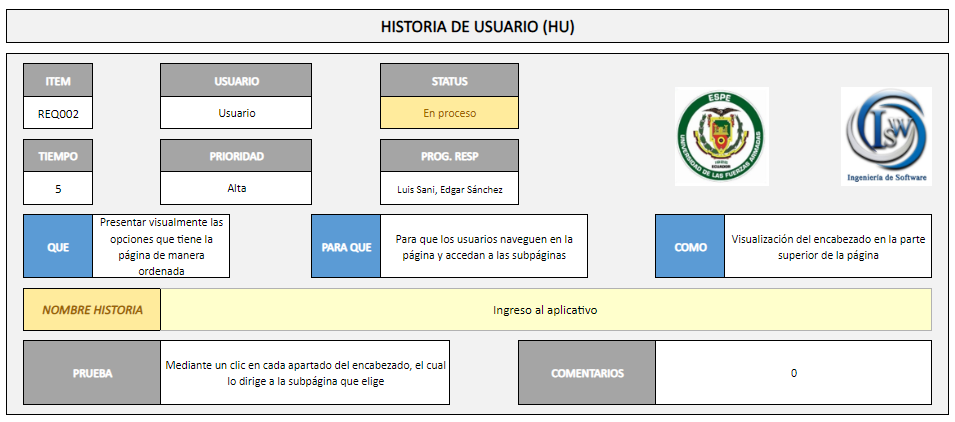 HISTORIA DE USUARIO (HU)
ITEM
USUARIO
STATUS
REQ002
Usuario
En proceso
TIEMPO
PRIORIDAD
PROG. RESP
5
Alta
Luis Sani, Edgar Sánchez
ESPE
UNIVERSIDAD DE LAS FUERZAS ARMADAS
ECUADOR
ISW
Ingeniería de Software
QUE
Presentar visualmente las
opciones que tiene la
página de manera
ordenada
PARA QUE
Para que los usuarios naveguen en la
página y accedan a las subpáginas
COMO
Visualización del encabezado en la parte
superior de la página
NOMBRE HISTORIA
Ingreso al aplicativo
PRUEBA
Mediante un clic en cada apartado del encabezado, el cual
lo dirige a la subpágina que elige
COMENTARIOS
0